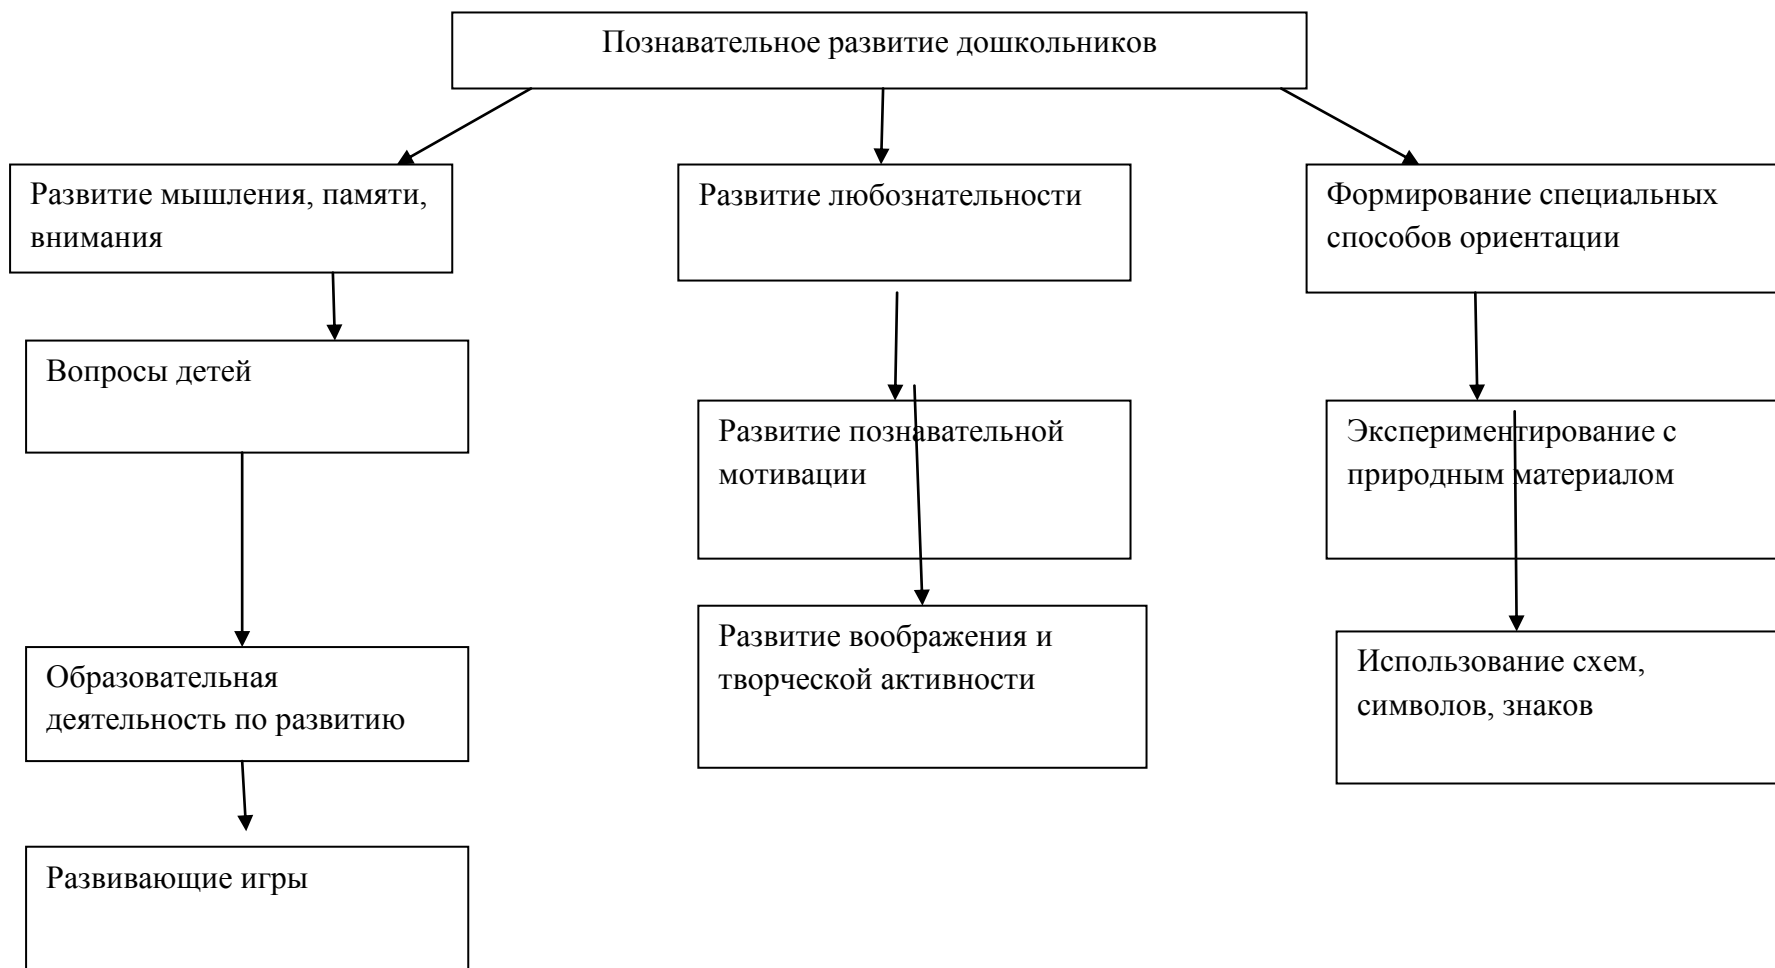 Познавательное развитие дошкольников
Развитие мышления, памяти,
внимания
Развитие любознательности
Формирование специальных
способов ориентации
Вопросы детей
Развитие познавательной
мотивации
Экспериментирование с
природным материалом
Образовательная
деятельность по развитию
Развитие воображения и
творческой активности
Использование схем,
символов, знаков
Развивающие игры